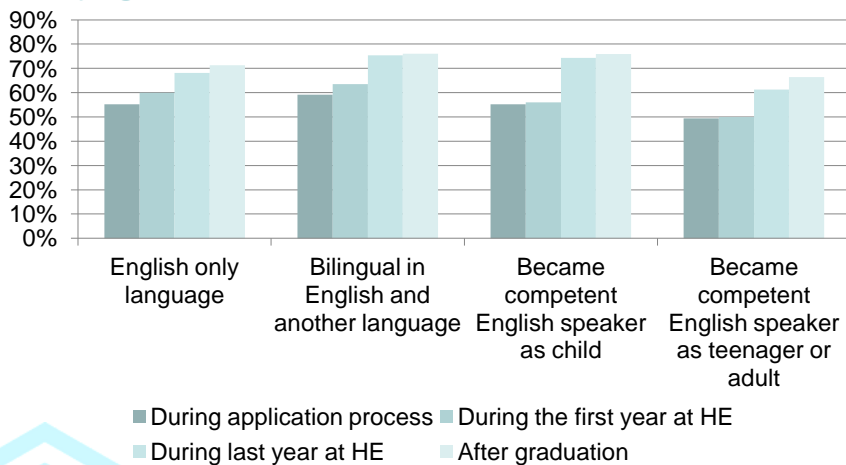 90%
80%
70%
60%
50%
40%
30%
20%
10%
0%
English only
language
Bilingual in
English and
another language
Became
competent
English speaker
as child
Became
competent
English speaker
as teenager or
adult
During application process
During the first year at HE
During last year at HE
After graduation